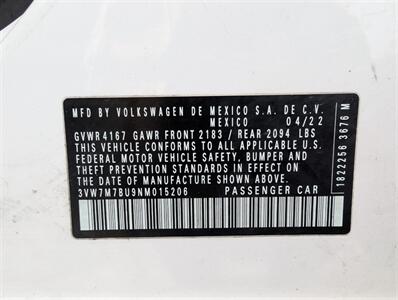 MFD BY VOLKSWAGEN DE MEXICO S.A. DE C.V.
MEXICO 04/22
GVWR 4167 GAWR FRONT 2183 / REAR 2094 LBS
THIS VEHICLE CONFORMS TO ALL APPLICABLE U.S.
FEDERAL MOTOR VEHICLE SAFETY, BUMPER AND
THEFT PREVENTION STANDARDS IN EFFECT ON
THE DATE OF MANUFACTURE SHOWN ABOVE.
3VW7M7BU9NM015206 PASSENGER CAR
1822256 3676 M